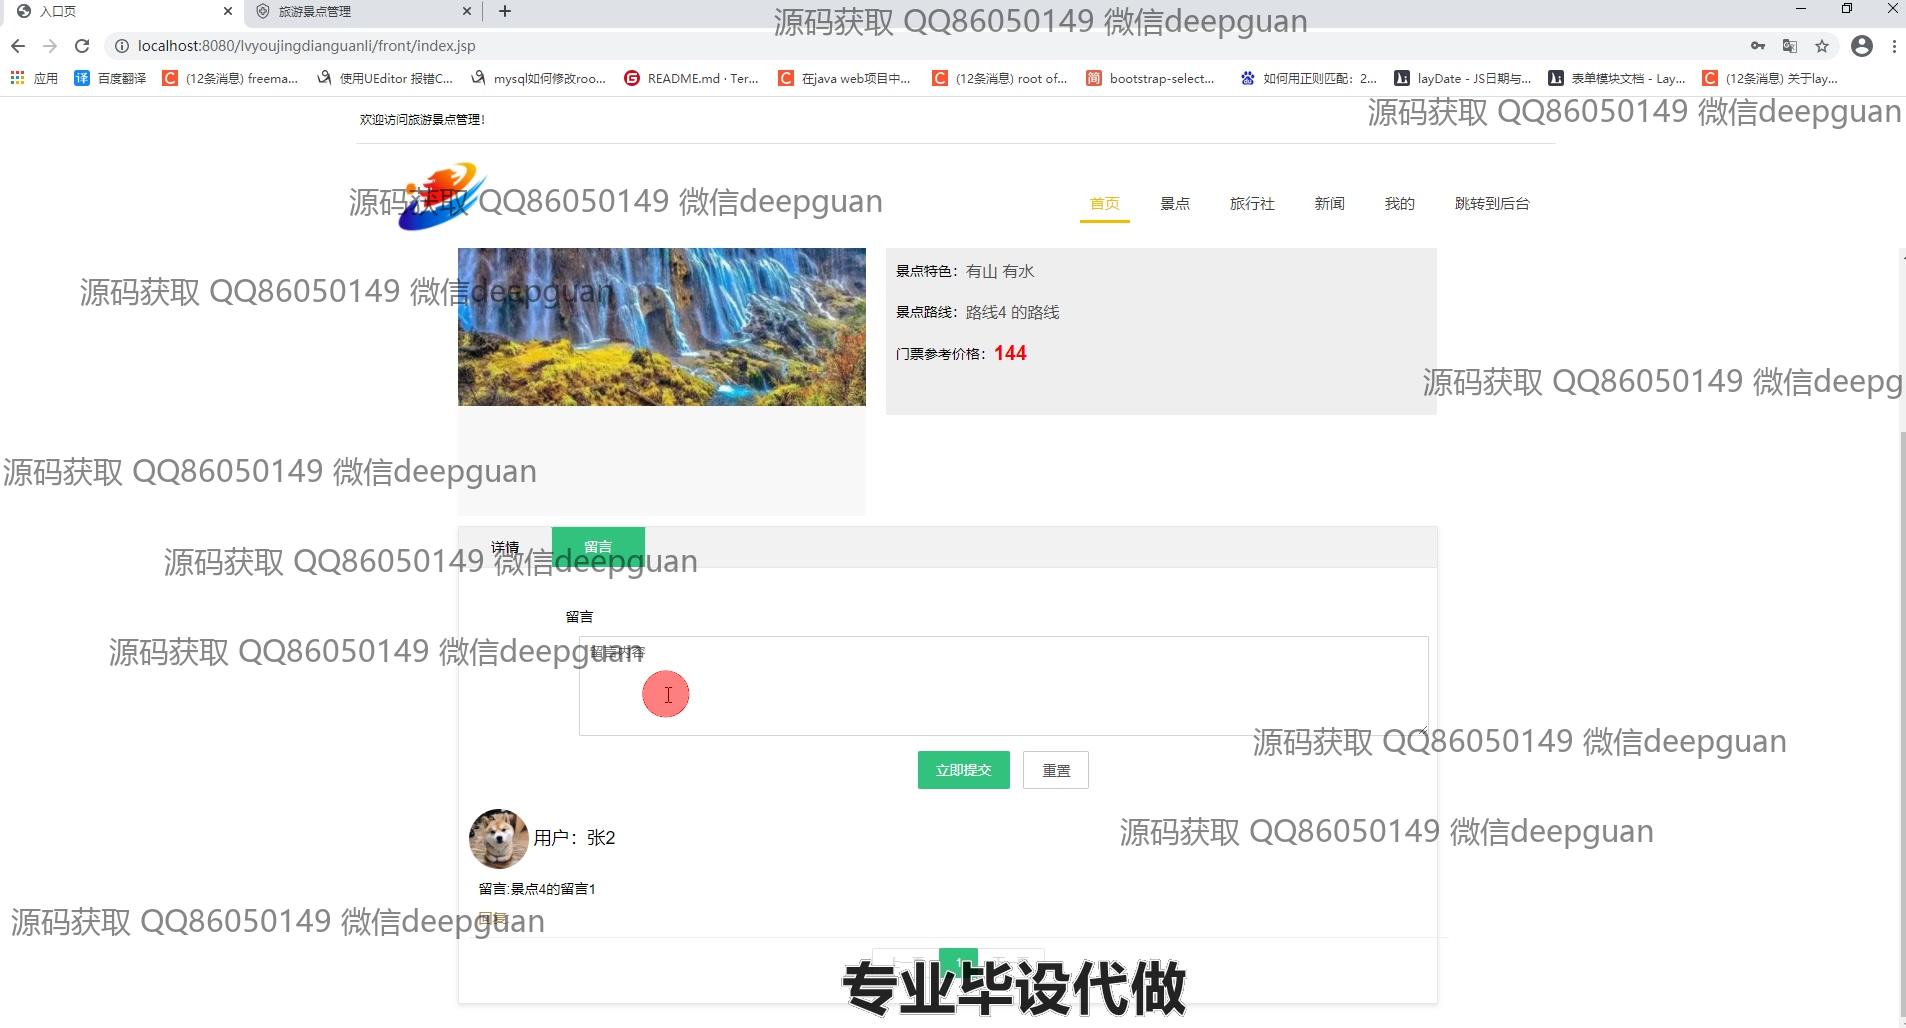 入口页
旅游景点管理
源码获取 QQ86050149 微信deepguan
localhost:8080/lvyoujingdianguanli/front/index.jsp
应用
百度翻译
(12条消息) freema...
使用UEditor 报错C...
mysql如何修改roo...
README.md · Ter...
在java web项目中...
(12条消息) root of...
bootstrap-select...
如何用正则匹配：2...
layDate - JS日期与...
表单模块文档 - Lay...
(12条消息) 关于lay...
源码获取 QQ86050149 微信deepguan
欢迎访问旅游景点管理！
源码获取 QQ86050149 微信deepguan
首页
景点
旅行社
新闻
我的
跳转到后台
源码获取 QQ86050149 微信deepguan
景点特色：有山 有水
景点路线：路线4 的路线
门票参考价格：144
源码获取 QQ86050149 微信deepg
源码获取 QQ86050149 微信deepguan
详情
留言
源码获取 QQ86050149 微信deepguan
留言
留言内容
源码获取 QQ86050149 微信deepguan
源码获取 QQ86050149 微信deepguan
立即提交
重置
用户：张2
源码获取 QQ86050149 微信deepguan
留言:景点4的留言1
回复
源码获取 QQ86050149 微信deepguan
1
专业毕设代做